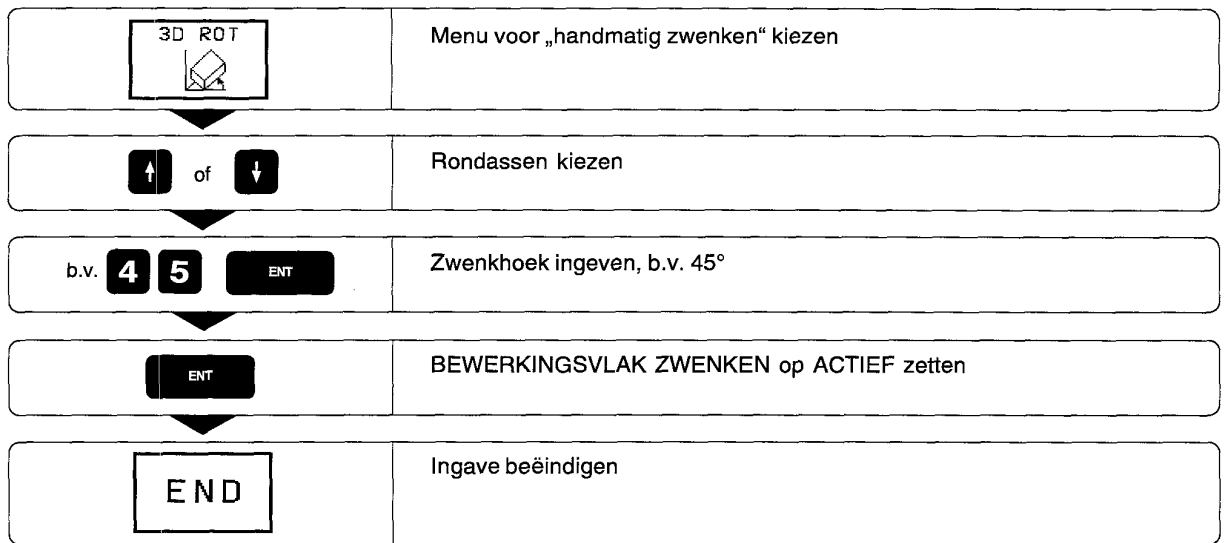 3D ROT
Menu voor „handmatig zwenken“ kiezen
of
Rondassen kiezen
b.v. 4 5 ENT
Zwenkhoek ingeven, b.v. 45°
ENT
BEWERKINGSVLAK ZWENKEN op ACTIEF zetten
END
Ingave beëindigen